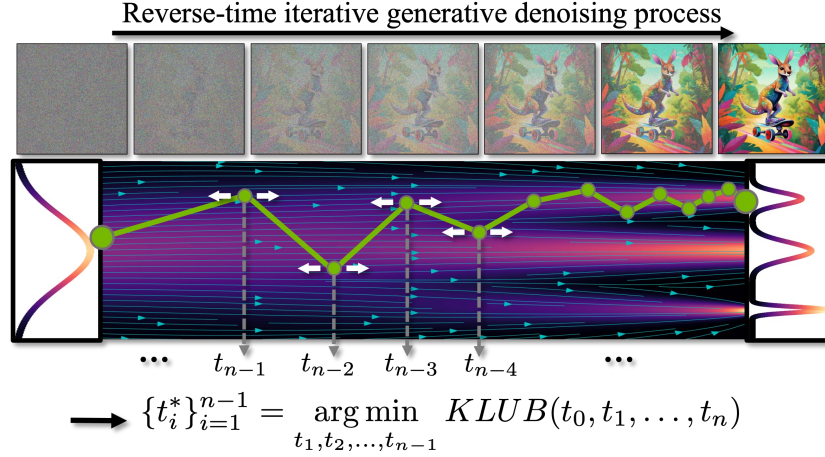 Reverse-time iterative generative denoising process
... t_{n-1} t_{n-2} t_{n-3} t_{n-4} ...
{t_i^*}_{i=1}^{n-1} = arg min_{t_1,t_2,...,t_{n-1}} KLUB(t_0, t_1, . . . , t_n)